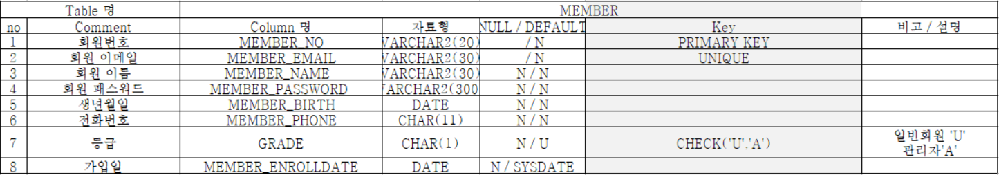 Table 명 MEMBER
no Comment Column 명 자료형 NULL / DEFAULT Key 비고 / 설명
1 회원번호 MEMBER_NO VARCHAR2(20) / N PRIMARY KEY
2 회원 이메일 MEMBER_EMAIL VARCHAR2(30) / N UNIQUE
3 회원 이름 MEMBER_NAME VARCHAR2(30) N / N
4 회원 패스워드 MEMBER_PASSWORD VARCHAR2(300 N / N
5 생년월일 MEMBER_BIRTH DATE N / N
6 전화번호 MEMBER_PHONE CHAR(11) N / N
7 등급 GRADE CHAR(1) N / U CHECK('U','A') 일반회원 'U'
관리자'A'
8 가입일 MEMBER_ENROLLDATE DATE N / SYSDATE